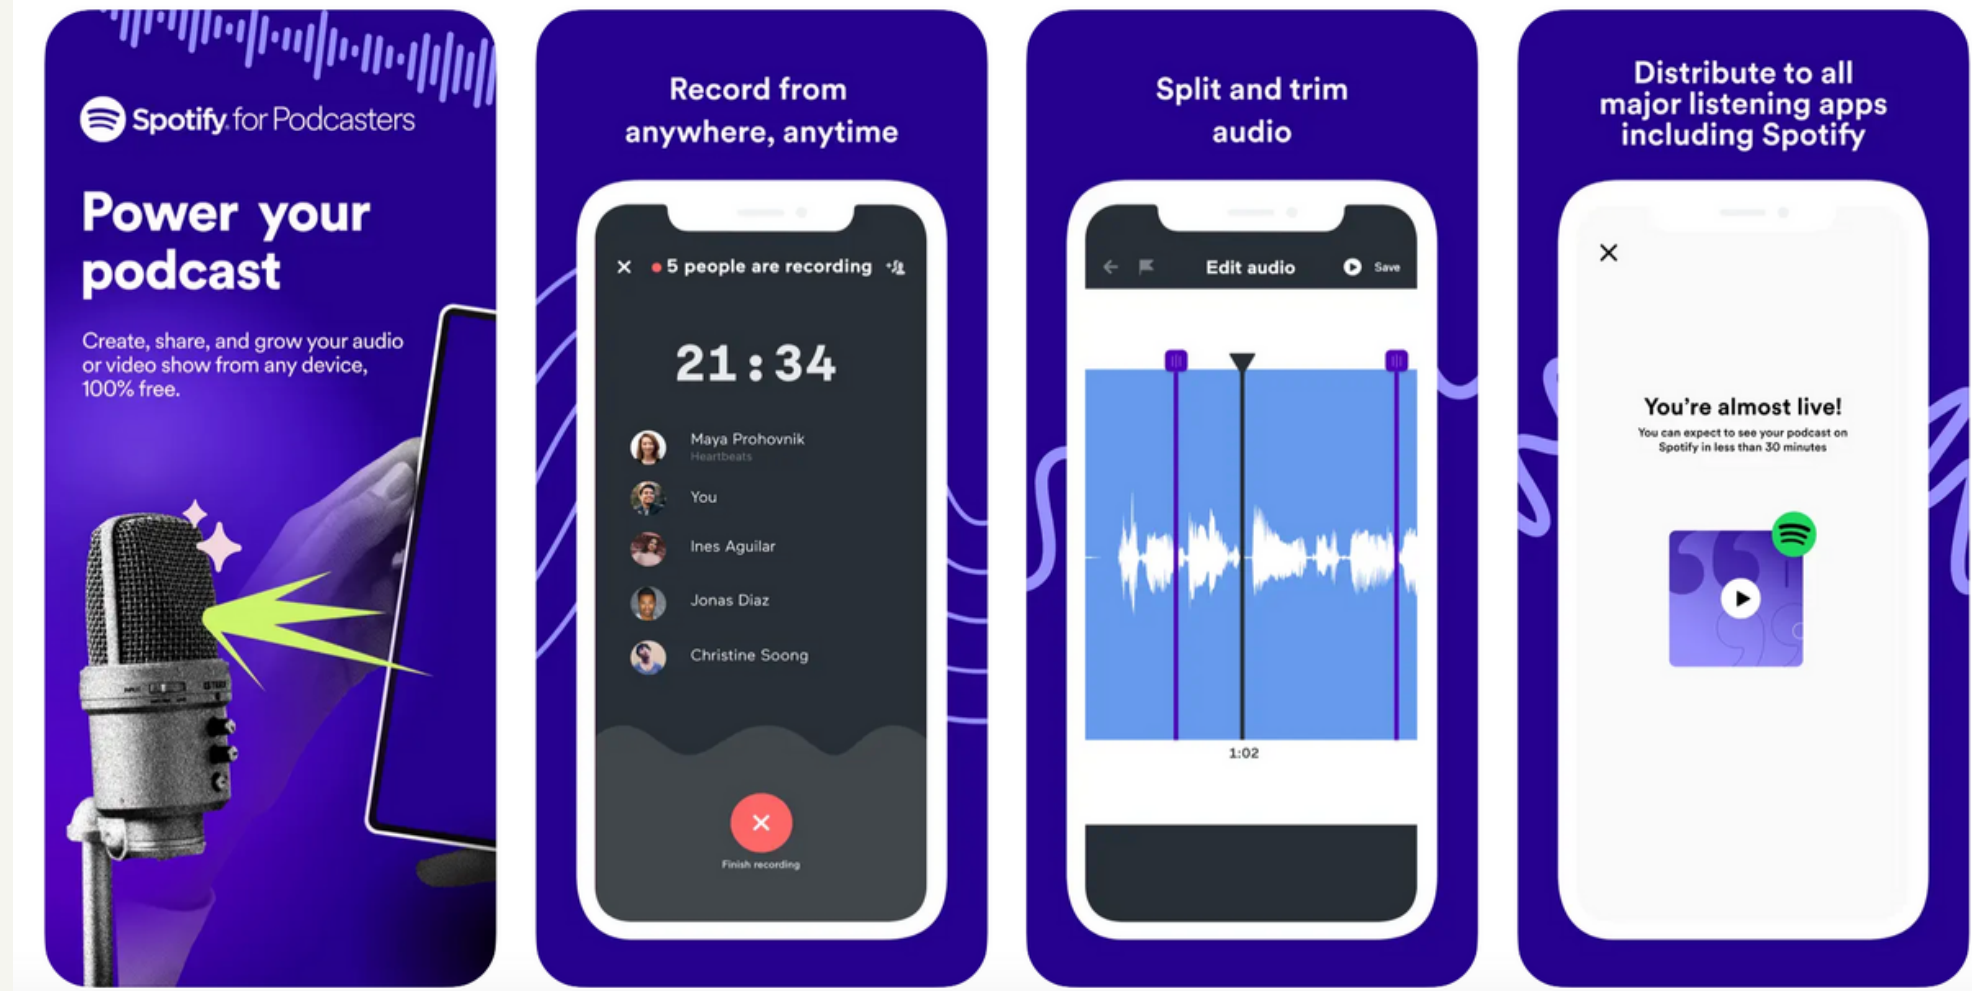 Spotify for Podcasters
Power your
podcast
Create, share, and grow your audio
or video show from any device,
100% free.
Record from
anywhere, anytime
5 people are recording
21:34
Maya Prohovnik
Heartbeats
You
Ines Aguilar
Jonas Diaz
Christine Soong
Finish recording
Split and trim
audio
Edit audio
Save
1:02
Distribute to all
major listening apps
including Spotify
You’re almost live!
You can expect to see your podcast on
Spotify in less than 30 minutes